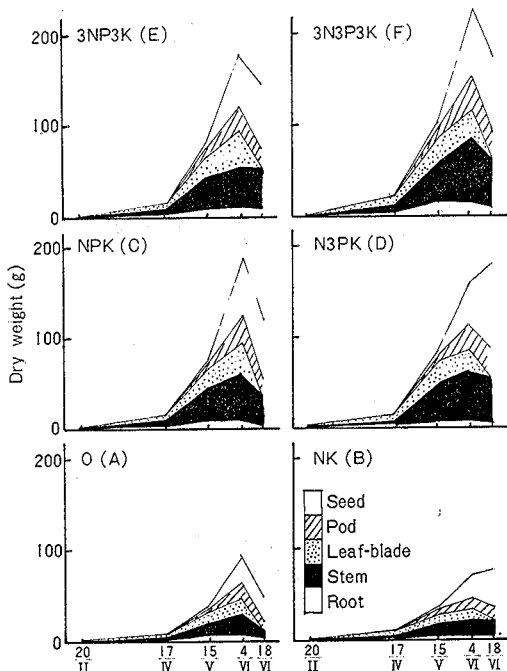 200
3NP3K (E)
3N3P3K (F)
100
0
200
NPK (C)
N3PK (D)
100
0
Dry weight (g)
200
O (A)
NK (B)
Seed
Pod
Leaf-blade
Stem
Root
100
0
20 17 15 4 18 20 17 15 4 18
II IV V VI VI II IV V VI VI